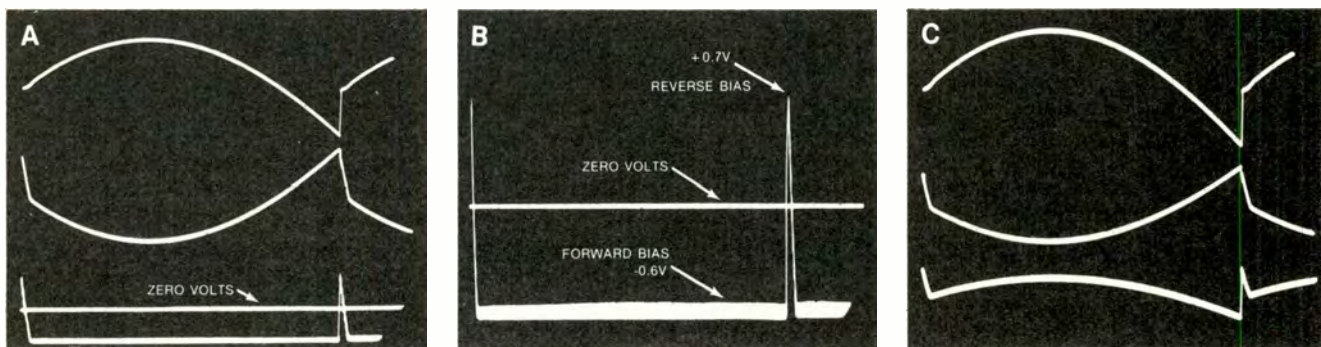 A
ZERO VOLTS
B
+0.7V
REVERSE BIAS
ZERO VOLTS
FORWARD BIAS
-0.6V
C